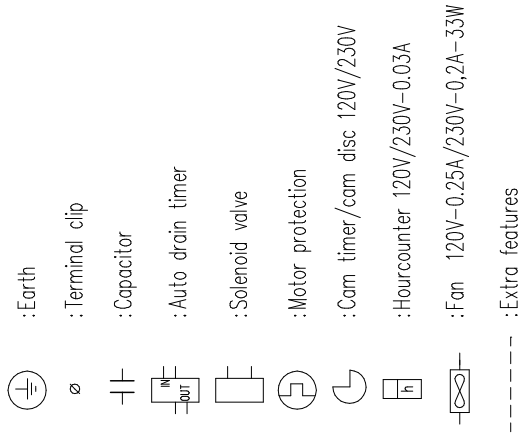 :Earth
ø :Terminal clip
:Capacitor
IN OUT :Auto drain timer
:Solenoid valve
:Motor protection
:Cam timer/cam disc 120V/230V
h :Hourcounter 120V/230V-0.03A
:Fan 120V-0.25A/230V-0,2A-33W
:Extra features